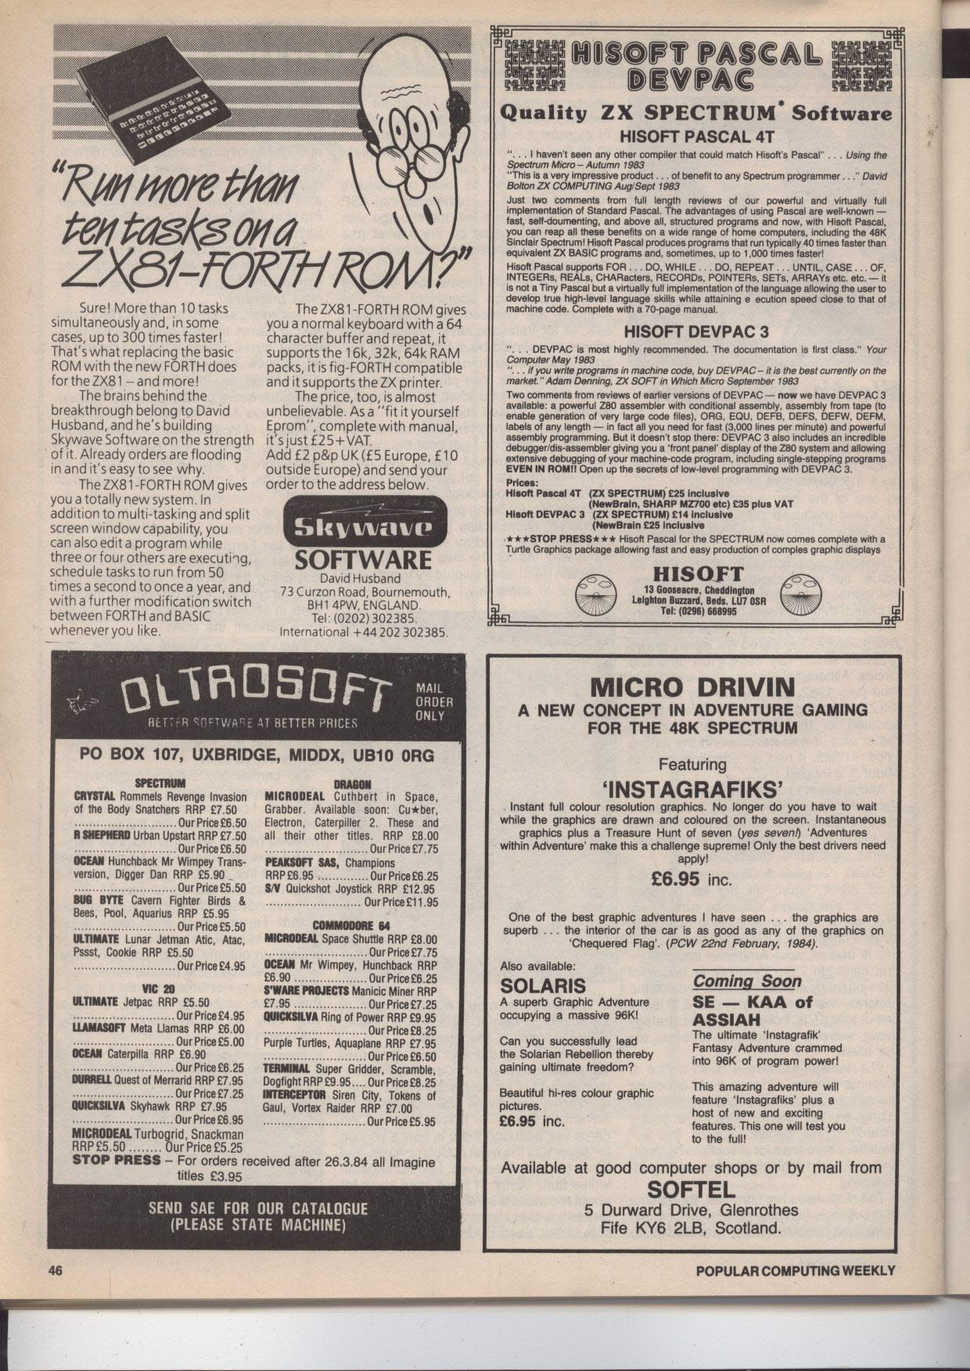 "Run more than
ten tasks on a
ZX81-FORTH ROM?"
Sure! More than 10 tasks
simultaneously and, in some
cases, up to 300 times faster!
That's what replacing the basic
ROM with the new FORTH does
for the ZX81 – and more!
The brains behind the
breakthrough belong to David
Husband, and he's building
Skywave Software on the strength
of it. Already orders are flooding
in and it's easy to see why.
The ZX81-FORTH ROM gives
you a totally new system. In
addition to multi-tasking and split
screen window capability, you
can also edit a program while
three or four others are executing,
schedule tasks to run from 50
times a second to once a year, and
with a further modification switch
between FORTH and BASIC
whenever you like.
The ZX81-FORTH ROM gives
you a normal keyboard with a 64
character buffer and repeat, it
supports the 16k, 32k, 64k RAM
packs, it is fig-FORTH compatible
and it supports the ZX printer.
The price, too, is almost
unbelievable. As a "fit it yourself
Eprom", complete with manual,
it's just £25+VAT.
Add £2 p&p UK (£5 Europe, £10
outside Europe) and send your
order to the address below.
Skywave
SOFTWARE
David Husband
73 Curzon Road, Bournemouth,
BH1 4PW, ENGLAND.
Tel: (0202) 302385.
International +44 202 302385.
HISOFT PASCAL
DEVPAC
Quality ZX SPECTRUM* Software
HISOFT PASCAL 4T
". . . I haven't seen any other compiler that could match Hisoft's Pascal" . . . Using the
Spectrum Micro – Autumn 1983
"This is a very impressive product . . . of benefit to any Spectrum programmer . . ." David
Bolton ZX COMPUTING Aug/Sept 1983
Just two comments from full length reviews of our powerful and virtually full
implementation of Standard Pascal. The advantages of using Pascal are well-known —
fast, self-doumenting, and above all, structured programs and now, with Hisoft Pascal,
you can reap all these benefits on a wide range of home computers, including the 48K
Sinclair Spectrum! Hisoft Pascal produces programs that run typically 40 times faster than
equivalent ZX BASIC programs and, sometimes, up to 1,000 times faster!
Hisoft Pascal supports FOR . . . DO, WHILE . . . DO, REPEAT . . . UNTIL, CASE . . . OF,
INTEGERs, REALs, CHARacters, RECORDs, POINTERs, SETs, ARRAYs etc. etc. — it
is not a Tiny Pascal but a virtually full implementation of the language allowing the user to
develop true high-level language skills while attaining e ecution speed close to that of
machine code. Complete with a 70-page manual.
HISOFT DEVPAC 3
". . . DEVPAC is most highly recommended. The documentation is first class." Your
Computer May 1983
". . . if you write programs in machine code, buy DEVPAC – it is the best currently on the
market." Adam Denning, ZX SOFT in Which Micro September 1983
Two comments from reviews of earlier versions of DEVPAC — now we have DEVPAC 3
available: a powerful Z80 assembler with conditional assembly, assembly from tape (to
enable generation of very large code files), ORG, EQU, DEFB, DEFS, DEFW, DEFM,
labels of any length — in fact all you need for fast (3,000 lines per minute) and powerful
assembly programming. But it doesn't stop there: DEVPAC 3 also includes an incredible
debugger/dis-assembler giving you a 'front panel' display of the Z80 system and allowing
extensive debugging of your machine-code program, including single-stepping programs
EVEN IN ROM!! Open up the secrets of low-level programming with DEVPAC 3.
Prices:
Hisoft Pascal 4T (ZX SPECTRUM) £25 inclusive
(NewBrain, SHARP MZ700 etc) £35 plus VAT
Hisoft DEVPAC 3 (ZX SPECTRUM) £14 inclusive
(NewBrain £25 inclusive
★★★STOP PRESS★★★ Hisoft Pascal for the SPECTRUM now comes complete with a
Turtle Graphics package allowing fast and easy production of comples graphic displays
HISOFT
13 Gooseacre, Cheddington
Leighton Buzzard, Beds. LU7 0SR
Tel: (0296) 668995
OLTROSOFT
BETTER SOFTWARE AT BETTER PRICES
MAIL
ORDER
ONLY
PO BOX 107, UXBRIDGE, MIDDX, UB10 0RG
SPECTRUM
CRYSTAL Rommels Revenge Invasion
of the Body Snatchers RRP £7.50
.......................... Our Price £6.50
R SHEPHERD Urban Upstart RRP £7.50
.......................... Our Price £6.50
OCEAN Hunchback Mr Wimpey Trans-
version, Digger Dan RRP £5.90
.......................... Our Price £5.50
BUG BYTE Cavern Fighter Birds &
Bees, Pool, Aquarius RRP £5.95
.......................... Our Price £5.50
ULTIMATE Lunar Jetman Atic, Atac,
Pssst, Cookie RRP £5.50
.......................... Our Price £4.95
VIC 20
ULTIMATE Jetpac RRP £5.50
.......................... Our Price £4.95
LLAMASOFT Meta Llamas RRP £6.00
.......................... Our Price £5.00
OCEAN Caterpilla RRP £6.90
.......................... Our Price £6.25
DURRELL Quest of Merrarid RRP £7.95
.......................... Our Price £7.25
QUICKSILVA Skyhawk RRP £7.95
.......................... Our Price £6.95
MICRODEAL Turbogrid, Snackman
RRP £5.50 ........ Our Price £5.25
DRAGON
MICRODEAL Cuthbert in Space,
Grabber. Available soon: Cu★ber,
Electron, Caterpiller 2. These and
all their other titles. RRP £8.00
.......................... Our Price £7.75
PEAKSOFT SAS, Champions
RRP £6.95 ............. Our Price £6.25
S/V Quickshot Joystick RRP £12.95
......................... Our Price £11.95
COMMODORE 64
MICRODEAL Space Shuttle RRP £8.00
.......................... Our Price £7.75
OCEAN Mr Wimpey, Hunchback RRP
£6.90 ................... Our Price £6.25
S'WARE PROJECTS Manicic Miner RRP
£7.95 ................... Our Price £7.25
QUICKSILVA Ring of Power RRP £9.95
.......................... Our Price £8.25
Purple Turtles, Aquaplane RRP £7.95
.......................... Our Price £6.50
TERMINAL Super Gridder, Scramble,
Dogfight RRP £9.95.... Our Price £8.25
INTERCEPTOR Siren City, Tokens of
Gaul, Vortex Raider RRP £7.00
.......................... Our Price £5.95
STOP PRESS – For orders received after 26.3.84 all Imagine
titles £3.95
SEND SAE FOR OUR CATALOGUE
(PLEASE STATE MACHINE)
MICRO DRIVIN
A NEW CONCEPT IN ADVENTURE GAMING
FOR THE 48K SPECTRUM
Featuring
'INSTAGRAFIKS'
Instant full colour resolution graphics. No longer do you have to wait
while the graphics are drawn and coloured on the screen. Instantaneous
graphics plus a Treasure Hunt of seven (yes seven!) 'Adventures
within Adventure' make this a challenge supreme! Only the best drivers need
apply!
£6.95 inc.
One of the best graphic adventures I have seen . . . the graphics are
superb . . . the interior of the car is as good as any of the graphics on
'Chequered Flag'. (PCW 22nd February, 1984).
Also available:
SOLARIS
A superb Graphic Adventure
occupying a massive 96K!
Can you successfully lead
the Solarian Rebellion thereby
gaining ultimate freedom?
Beautiful hi-res colour graphic
pictures.
£6.95 inc.
Coming Soon
SE — KAA of
ASSIAH
The ultimate 'Instagrafik'
Fantasy Adventure crammed
into 96K of program power!
This amazing adventure will
feature 'Instagrafiks' plus a
host of new and exciting
features. This one will test you
to the full!
Available at good computer shops or by mail from
SOFTEL
5 Durward Drive, Glenrothes
Fife KY6 2LB, Scotland.
46
POPULAR COMPUTING WEEKLY